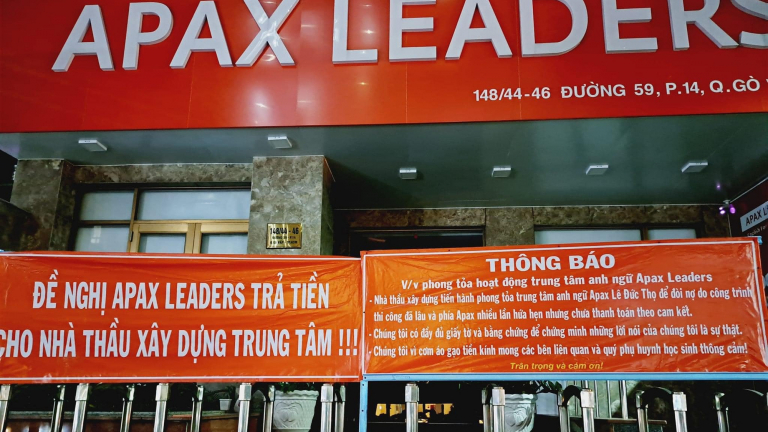 APAX LEADERS
148/44-46 ĐƯỜNG 59, P.14, Q.GÒ
148/44-46
APAX
ĐỀ NGHỊ APAX LEADERS TRẢ TIỀN
CHO NHÀ THẦU XÂY DỰNG TRUNG TÂM !!!
THÔNG BÁO
V/v phong tỏa hoạt động trung tâm anh ngữ Apax Leaders
- Nhà thầu xây dựng tiến hành phong tỏa trung tâm anh ngữ Apax Lê Đức Thọ để đòi nợ do công trình
thi công đã lâu và phía Apax nhiều lần hứa hẹn nhưng chưa thanh toán theo cam kết.
- Chúng tôi có đầy đủ giấy tờ và bằng chứng để chứng minh những lời nói của chúng tôi là sự thật.
- Chúng tôi vì cơm áo gạo tiền kính mong các bên liên quan và quý phụ huynh học sinh thông cảm!
Trân trọng và cảm ơn!